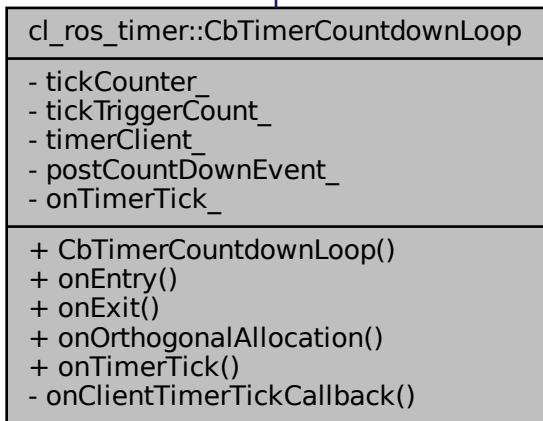 cl_ros_timer::CbTimerCountdownLoop
- tickCounter_
- tickTriggerCount_
- timerClient_
- postCountDownEvent_
- onTimerTick_
+ CbTimerCountdownLoop()
+ onEntry()
+ onExit()
+ onOrthogonalAllocation()
+ onTimerTick()
- onClientTimerTickCallback()